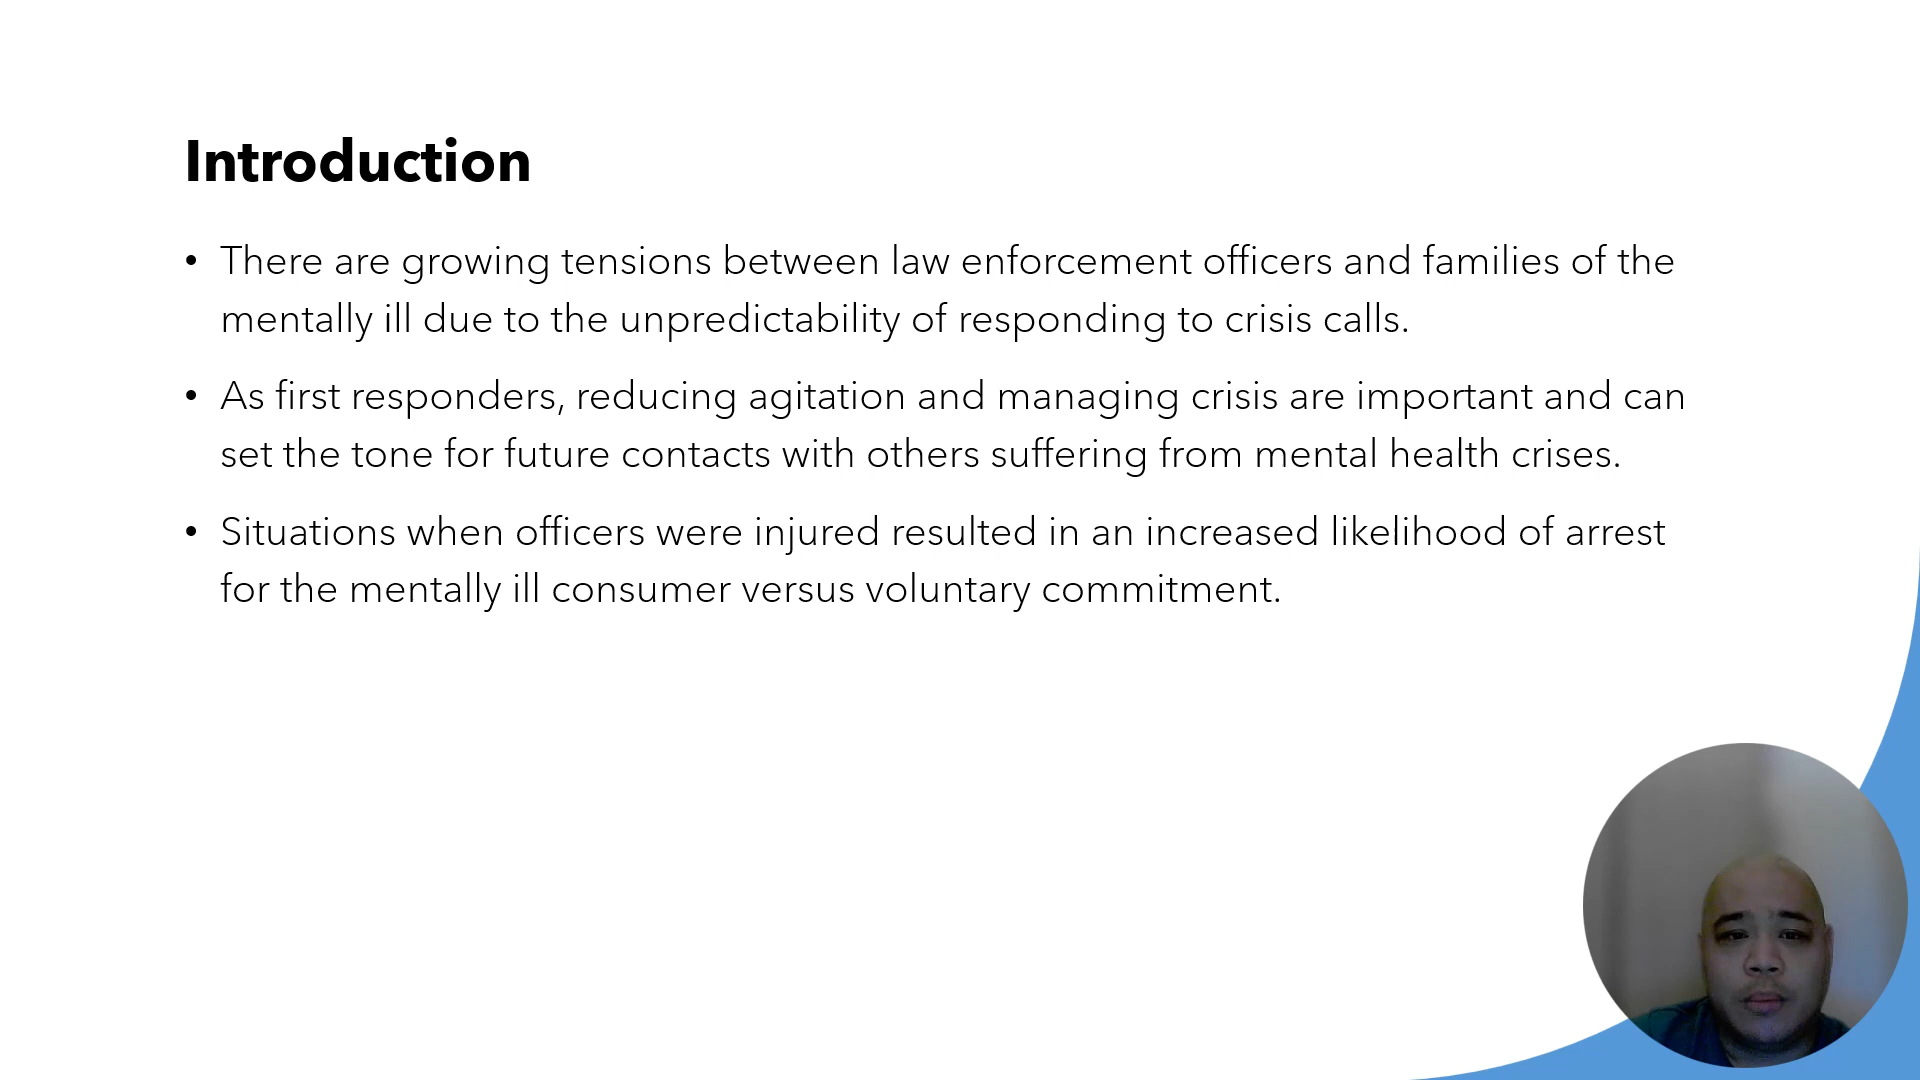 Introduction
• There are growing tensions between law enforcement officers and families of the
mentally ill due to the unpredictability of responding to crisis calls.
• As first responders, reducing agitation and managing crisis are important and can
set the tone for future contacts with others suffering from mental health crises.
• Situations when officers were injured resulted in an increased likelihood of arrest
for the mentally ill consumer versus voluntary commitment.